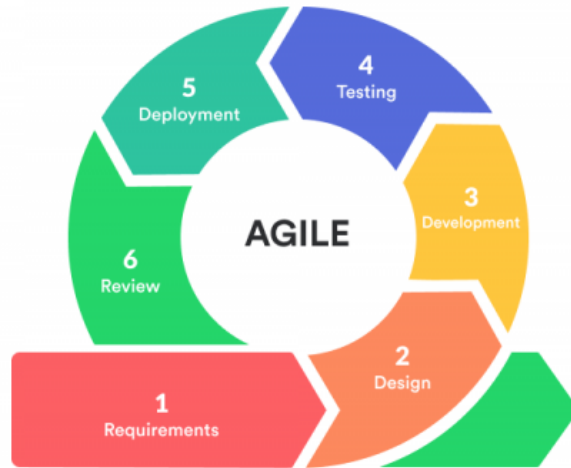 AGILE
1
Requirements
2
Design
3
Development
4
Testing
5
Deployment
6
Review